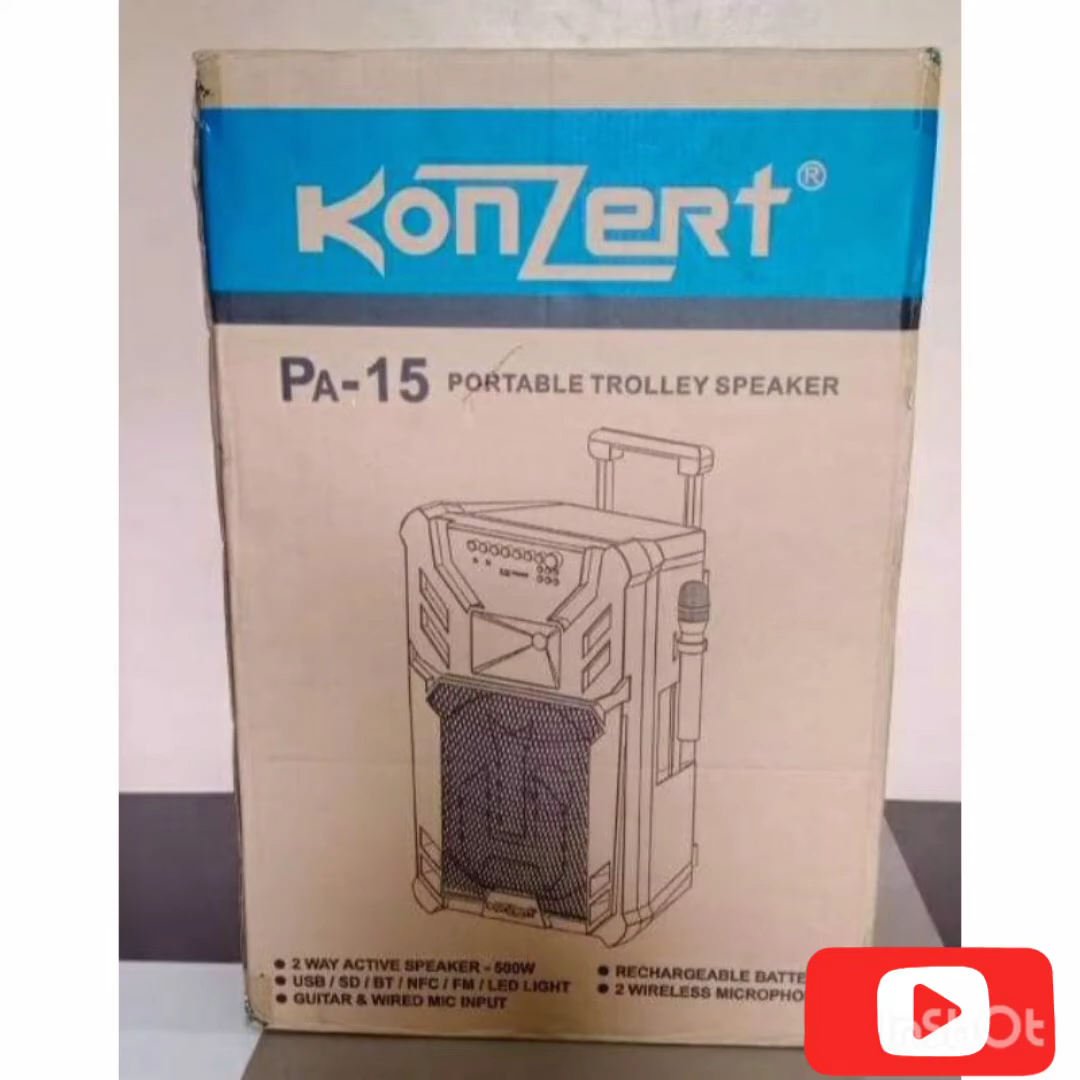 KonZert®
PA-15 PORTABLE TROLLEY SPEAKER
KonZert
● 2 WAY ACTIVE SPEAKER - 500W
● USB / SD / BT / NFC / FM / LED LIGHT
● GUITAR & WIRED MIC INPUT
● RECHARGEABLE
● 2 WIRELESS